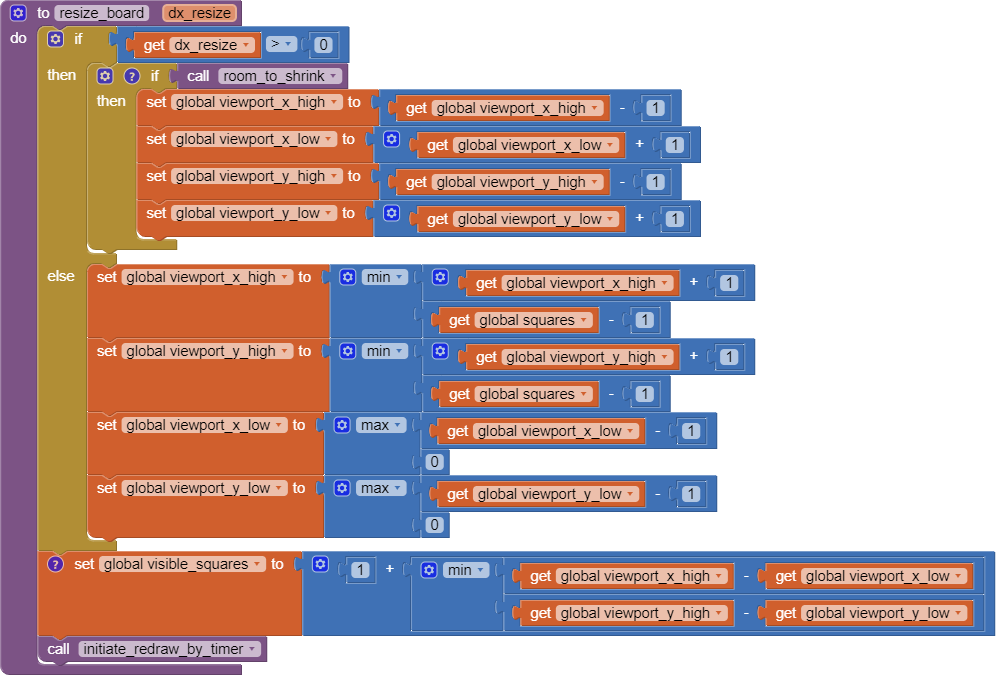 to resize_board dx_resize
do if get dx_resize > 0
then ? if call room_to_shrink
then set global viewport_x_high to get global viewport_x_high - 1
set global viewport_x_low to get global viewport_x_low + 1
set global viewport_y_high to get global viewport_y_high - 1
set global viewport_y_low to get global viewport_y_low + 1
else set global viewport_x_high to min get global viewport_x_high + 1
get global squares - 1
set global viewport_y_high to min get global viewport_y_high + 1
get global squares - 1
set global viewport_x_low to max get global viewport_x_low - 1
0
set global viewport_y_low to max get global viewport_y_low - 1
0
? set global visible_squares to 1 + min get global viewport_x_high - get global viewport_x_low
get global viewport_y_high - get global viewport_y_low
call initiate_redraw_by_timer